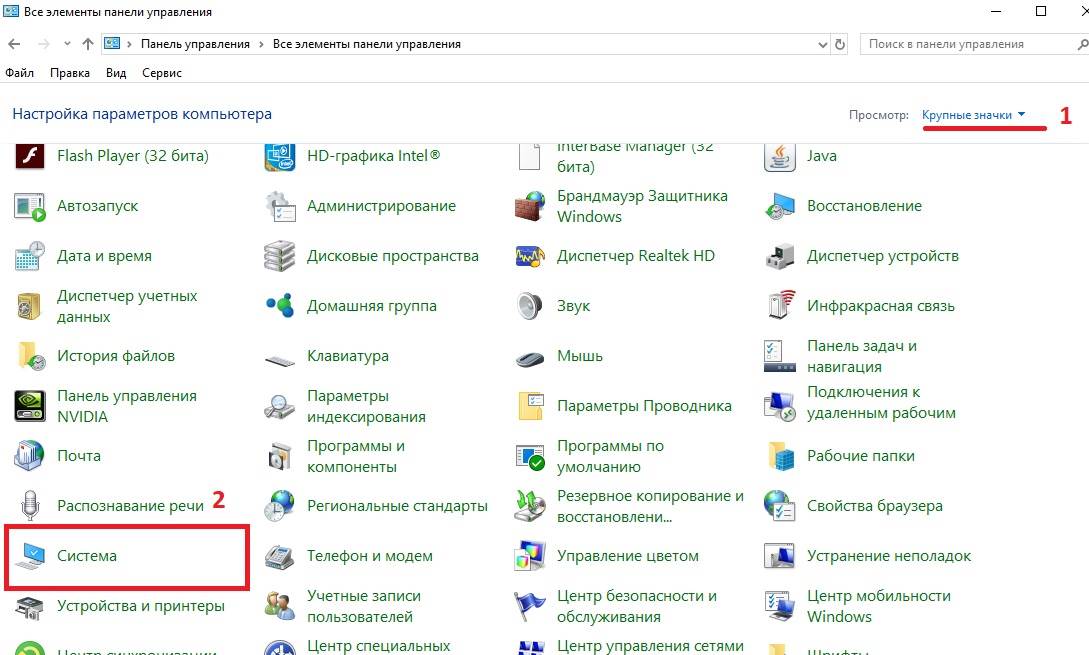 Все элементы панели управления
Панель управления › Все элементы панели управления
Поиск в панели управления
Файл Правка Вид Сервис
Настройка параметров компьютера
Просмотр: Крупные значки 1
Flash Player (32 бита)
HD-графика Intel®
InterBase Manager (32
бита)
Java
Автозапуск
Администрирование
Брандмауэр Защитника
Windows
Восстановление
Дата и время
Дисковые пространства
Диспетчер Realtek HD
Диспетчер устройств
Диспетчер учетных
данных
Домашняя группа
Звук
Инфракрасная связь
История файлов
Клавиатура
Мышь
Панель задач и
навигация
Панель управления
NVIDIA
Параметры
индексирования
Параметры Проводника
Подключения к
удаленным рабочим
Почта
Программы и
компоненты
Программы по
умолчанию
Рабочие папки
Распознавание речи 2
Региональные стандарты
Резервное копирование и
восстановлени...
Свойства браузера
Система
Телефон и модем
Управление цветом
Устранение неполадок
Устройства и принтеры
Учетные записи
пользователей
Центр безопасности и
обслуживания
Центр мобильности
Windows
Центр синхронизации
Центр специальных
Центр управления сетями
Шрифты